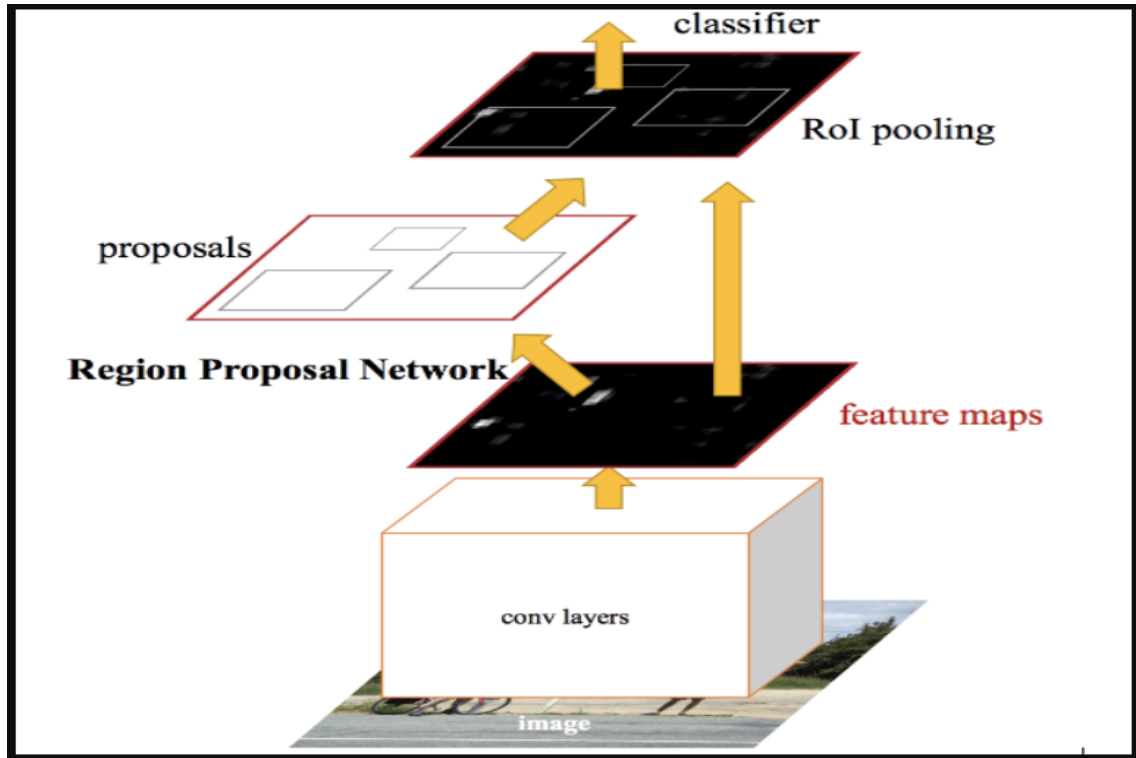 classifier
RoI pooling
proposals
Region Proposal Network
feature maps
conv layers
image